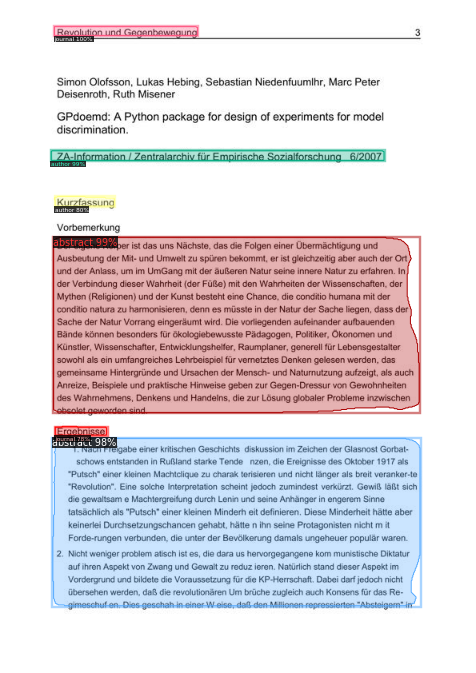 Revolution und Gegenbewegung 3
journal 100%
Simon Olofsson, Lukas Hebing, Sebastian Niedenfuumlhr, Marc Peter
Deisenroth, Ruth Misener
GPdoemd: A Python package for design of experiments for model
discrimination.
ZA-Information / Zentralarchiv für Empirische Sozialforschung 6/2007
author 99%
Kurzfassung
author 80%
Vorbemerkung
abstract 99%
ist das uns Nächste, das die Folgen einer Übermächtigung und
Ausbeutung der Mit- und Umwelt zu spüren bekommt, er ist gleichzeitig aber auch der Ort
und der Anlass, um im UmGang mit der äußeren Natur seine innere Natur zu erfahren. In
der Verbindung dieser Wahrheit (der Füße) mit den Wahrheiten der Wissenschaften, der
Mythen (Religionen) und der Kunst besteht eine Chance, die conditio humana mit der
conditio natura zu harmonisieren, denn es müsste in der Natur der Sache liegen, dass der
Sache der Natur Vorrang eingeräumt wird. Die vorliegenden aufeinander aufbauenden
Bände können besonders für ökologiebewusste Pädagogen, Politiker, Ökonomen und
Künstler, Wissenschafter, Entwicklungshelfer, Raumplaner, generell für Lebensgestalter
sowohl als ein umfangreiches Lehrbeispiel für vernetztes Denken gelesen werden, das
gemeinsame Hintergründe und Ursachen der Mensch- und Naturnutzung aufzeigt, als auch
Anreize, Beispiele und praktische Hinweise geben zur Gegen-Dressur von Gewohnheiten
des Wahrnehmens, Denkens und Handelns, die zur Lösung globaler Probleme inzwischen
obsolet geworden sind.
Ergebnisse
journal 78%
abstract 98%
1. Nach Freigabe einer kritischen Geschichts diskussion im Zeichen der Glasnost Gorbat-
schows entstanden in Rußland starke Tende nzen, die Ereignisse des Oktober 1917 als
"Putsch" einer kleinen Machtclique zu charak terisieren und nicht länger als breit veranker-te
"Revolution". Eine solche Interpretation scheint jedoch zumindest verkürzt. Gewiß läßt sich
die gewaltsam e Machtergreifung durch Lenin und seine Anhänger in engerem Sinne
tatsächlich als "Putsch" einer kleinen Minderh eit definieren. Diese Minderheit hätte aber
keinerlei Durchsetzungschancen gehabt, hätte n ihn seine Protagonisten nicht m it
Forde-rungen verbunden, die unter der Bevölkerung damals ungeheuer populär waren.
2. Nicht weniger problem atisch ist es, die dara us hervorgegangene kom munistische Diktatur
auf ihren Aspekt von Zwang und Gewalt zu reduz ieren. Natürlich stand dieser Aspekt im
Vordergrund und bildete die Voraussetzung für die KP-Herrschaft. Dabei darf jedoch nicht
übersehen werden, daß die revolutionären Um brüche zugleich auch Konsens für das Re-
gimeschuf en. Dies geschah in einer W eise, daß den Millionen repressierten "Absteigern" in